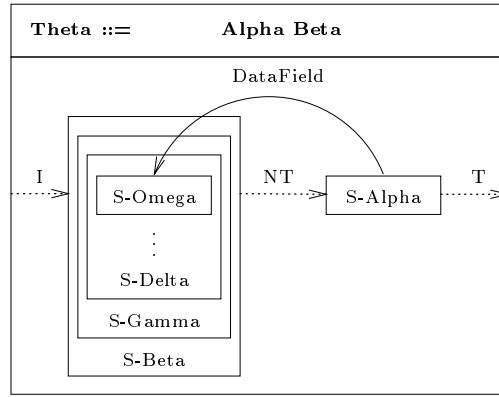 Theta ::= Alpha Beta
DataField
I
NT
T
S-Omega
S-Alpha
S-Delta
S-Gamma
S-Beta